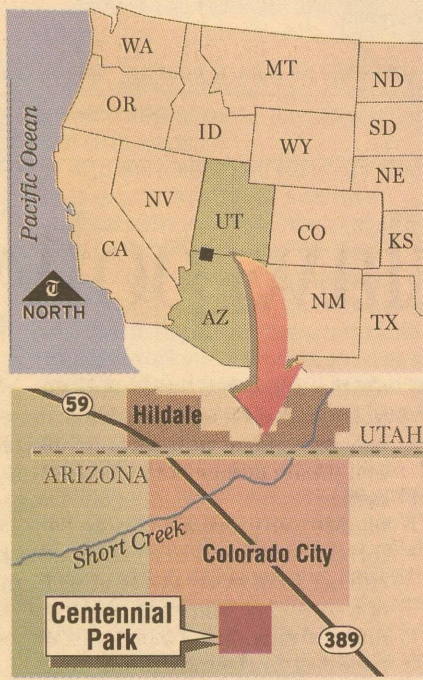 WA
MT
ND
OR
ID
SD
WY
NE
Pacific Ocean
NV
UT
CO
KS
CA
T
NORTH
AZ
NM
TX
59
Hildale
UTAH
ARIZONA
Short Creek
Colorado City
Centennial
Park
389